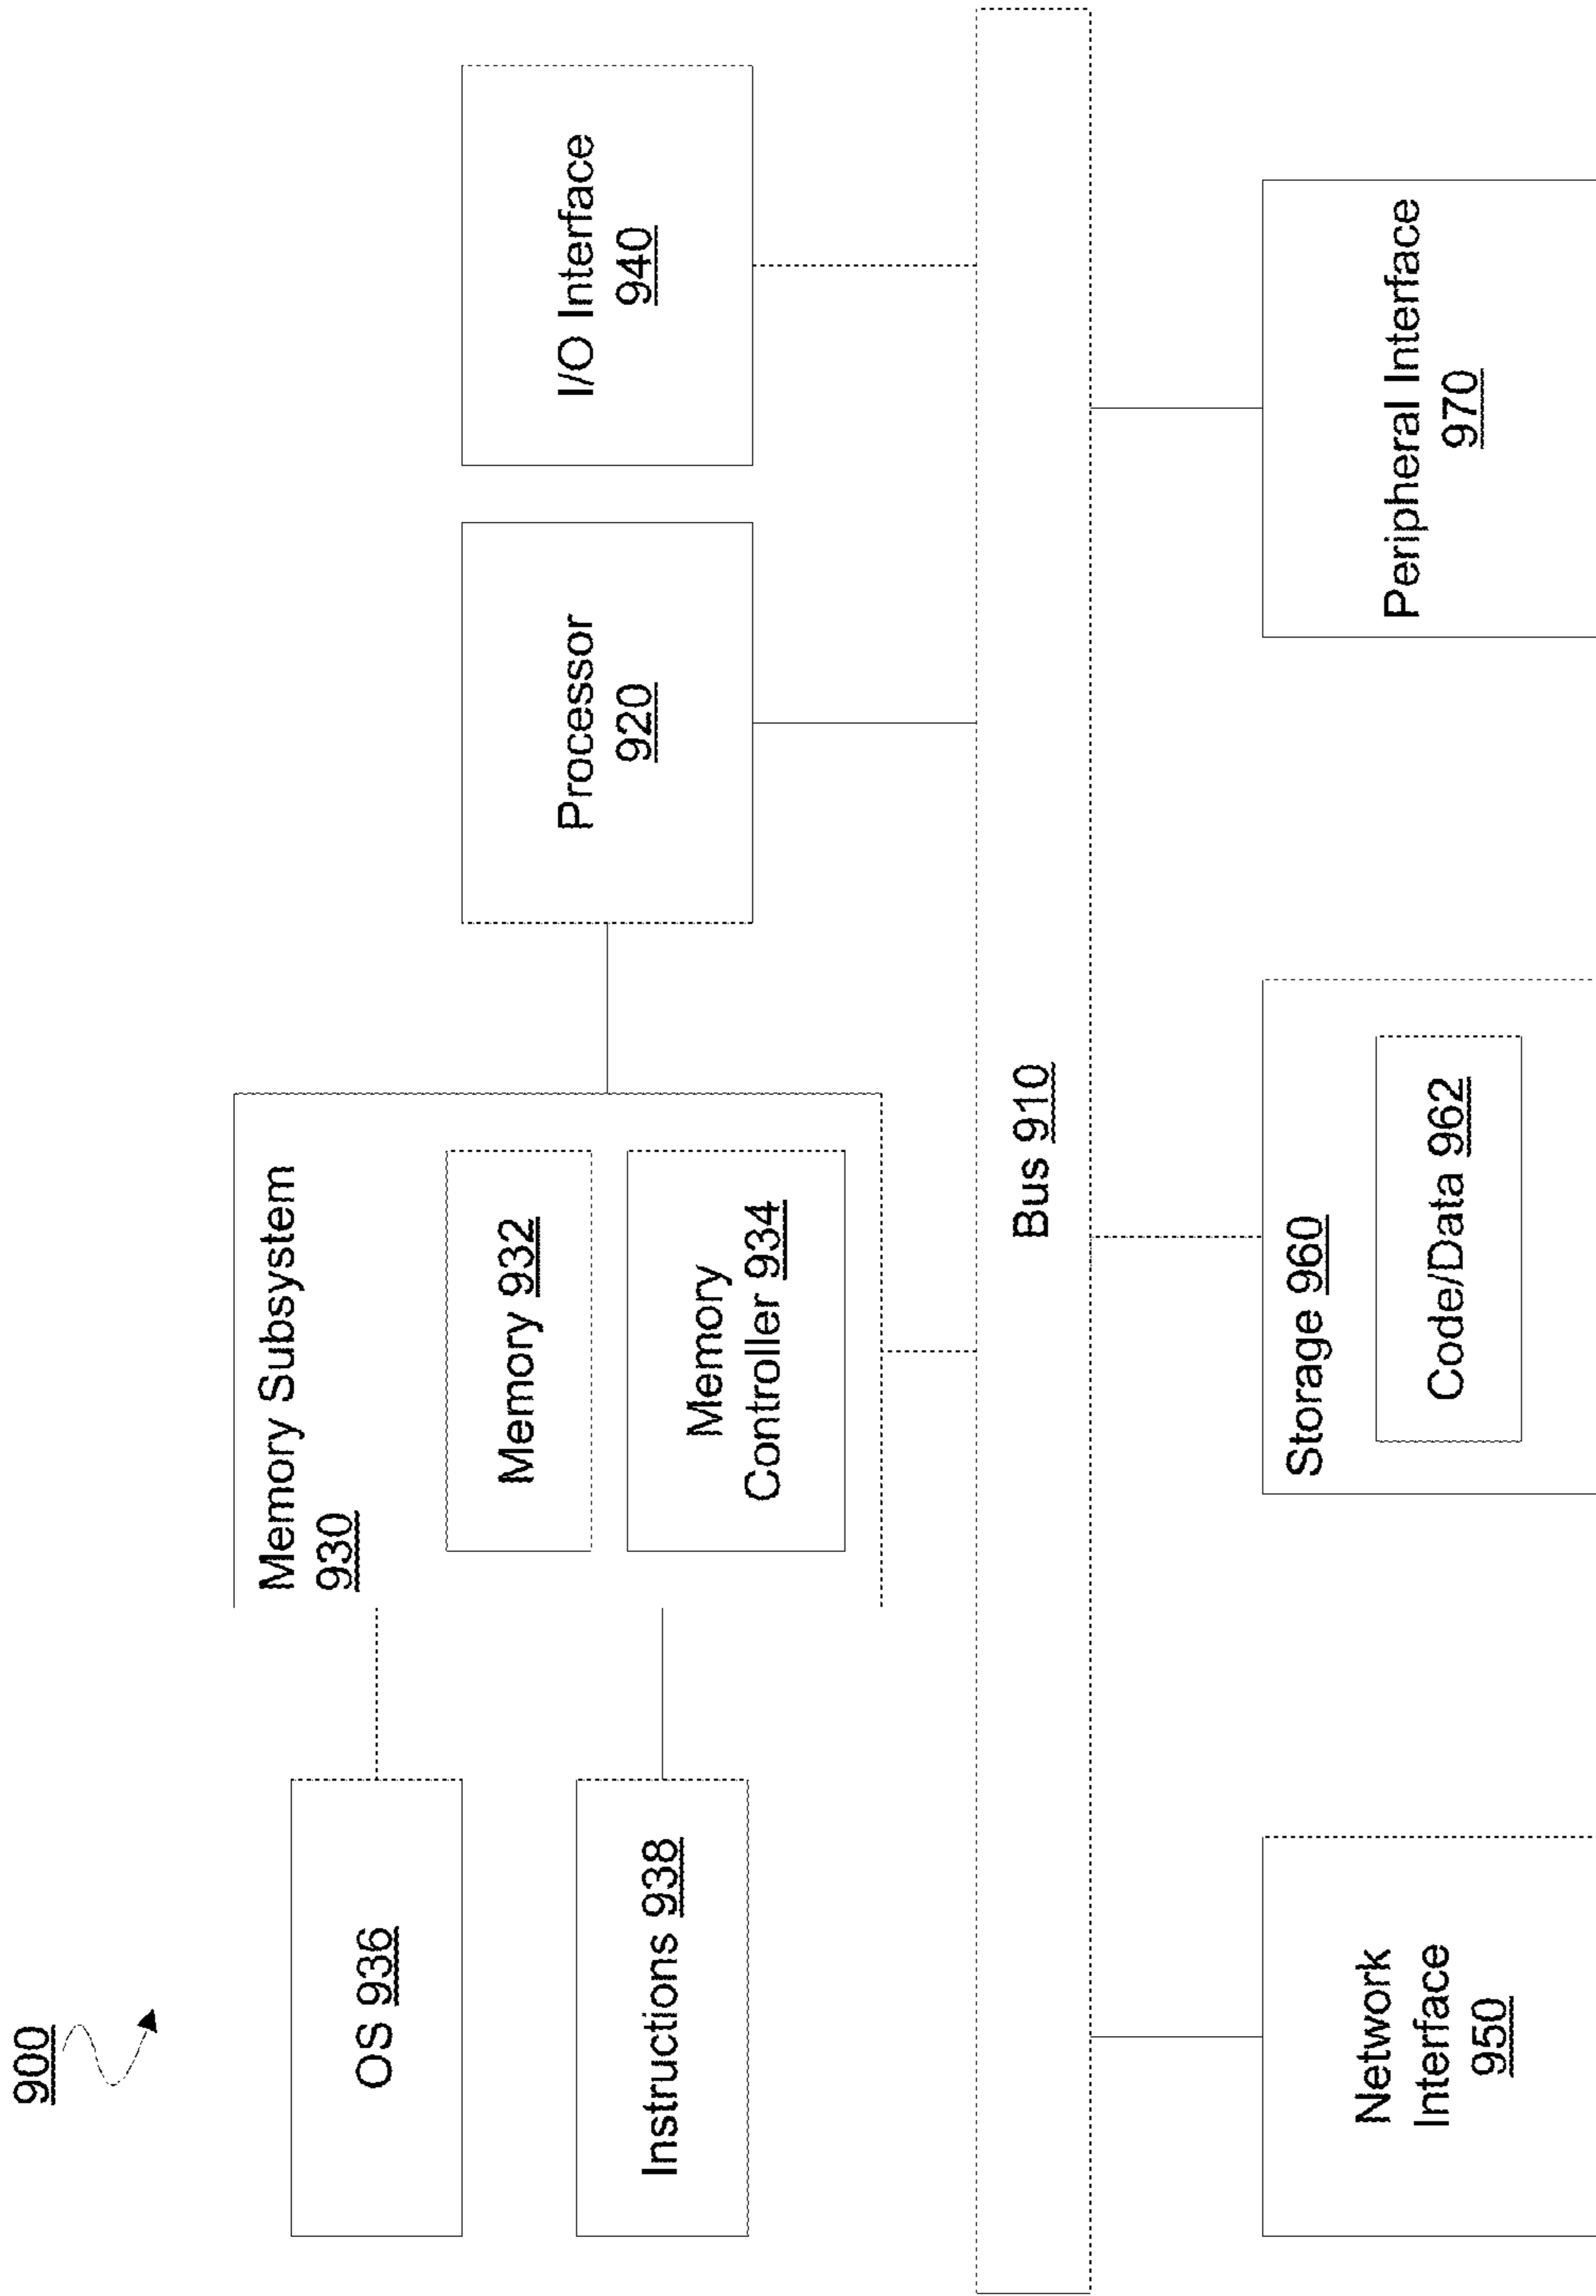 900
OS 936
Instructions 938
Memory Subsystem
930
Memory 932
Memory
Controller 934
Processor
920
I/O Interface
940
Bus 910
Network
Interface
950
Storage 960
Code/Data 962
Peripheral Interface
970